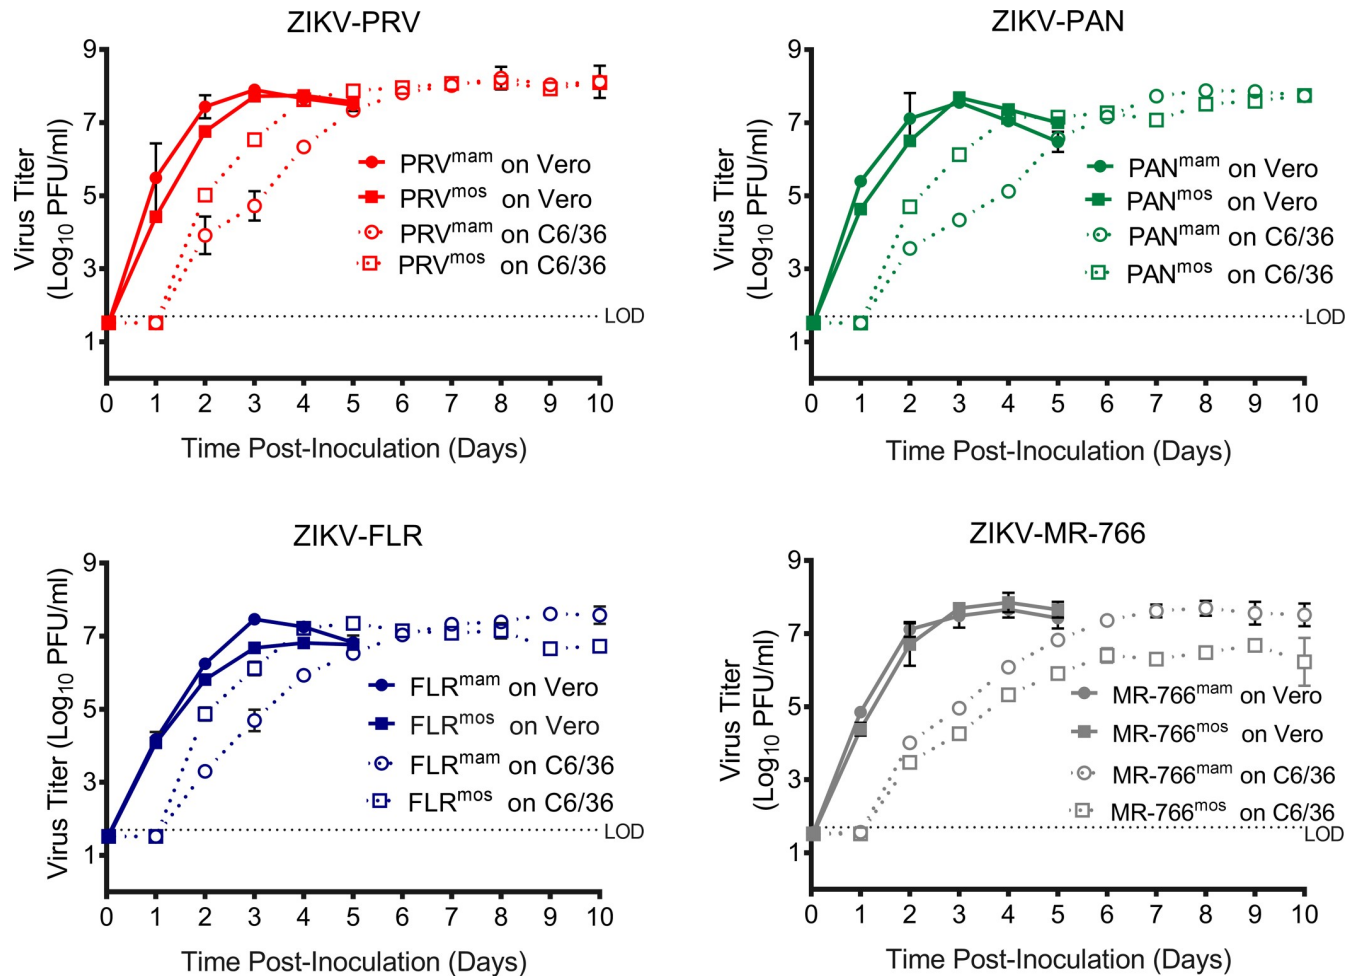 ZIKV-PRV
Virus Titer
(Log10 PFU/ml)
9
7
5
3
1
PRVmam on Vero
PRVmos on Vero
PRVmam on C6/36
PRVmos on C6/36
LOD
0 1 2 3 4 5 6 7 8 9 10
Time Post-Inoculation (Days)
ZIKV-PAN
Virus Titer
(Log10 PFU/ml)
9
7
5
3
1
PANmam on Vero
PANmos on Vero
PANmam on C6/36
PANmos on C6/36
LOD
0 1 2 3 4 5 6 7 8 9 10
Time Post-Inoculation (Days)
ZIKV-FLR
Virus Titer (Log10 PFU/ml)
9
7
5
3
1
FLRmam on Vero
FLRmos on Vero
FLRmam on C6/36
FLRmos on C6/36
LOD
0 1 2 3 4 5 6 7 8 9 10
Time Post-Inoculation (Days)
ZIKV-MR-766
Virus Titer
(Log10 PFU/ml)
9
7
5
3
1
MR-766mam on Vero
MR-766mos on Vero
MR-766mam on C6/36
MR-766mos on C6/36
LOD
0 1 2 3 4 5 6 7 8 9 10
Time Post-Inoculation (Days)